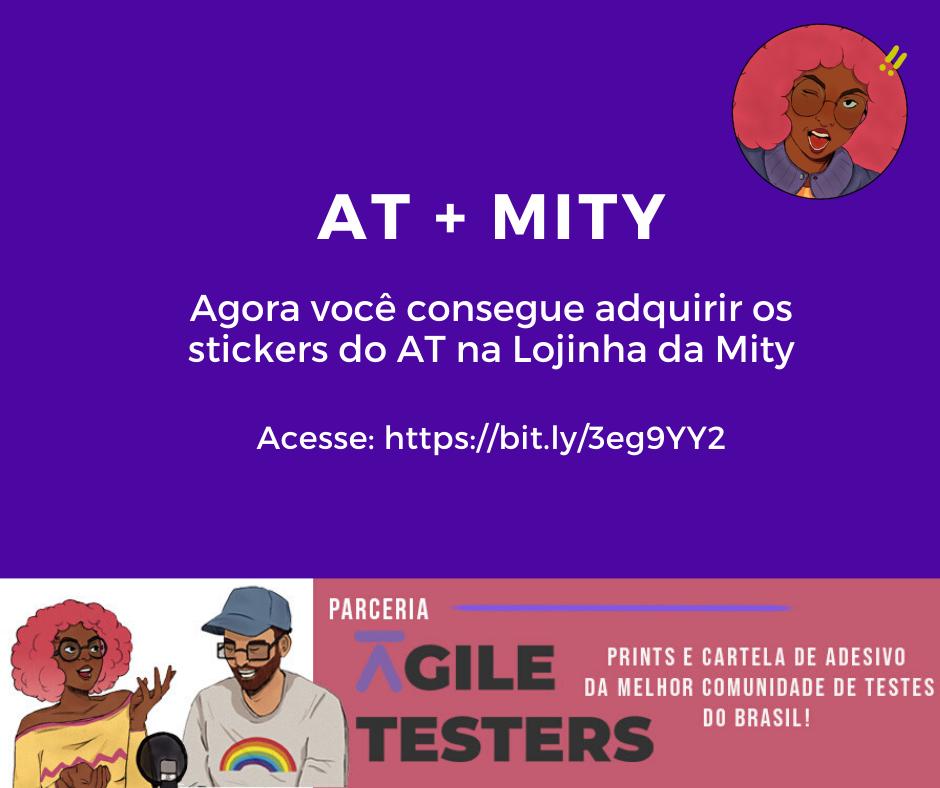 AT + MITY
Agora você consegue adquirir os
stickers do AT na Lojinha da Mity
Acesse: https://bit.ly/3eg9YY2
PARCERIA
AGILE
TESTERS
PRINTS E CARTELA DE ADESIVO
DA MELHOR COMUNIDADE DE TESTES
DO BRASIL!